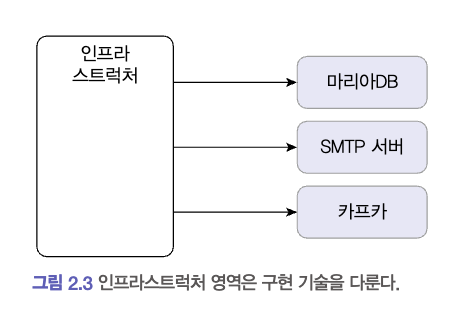 인프라
스트럭처
마리아DB
SMTP 서버
카프카
그림 2.3 인프라스트럭처 영역은 구현 기술을 다룬다.